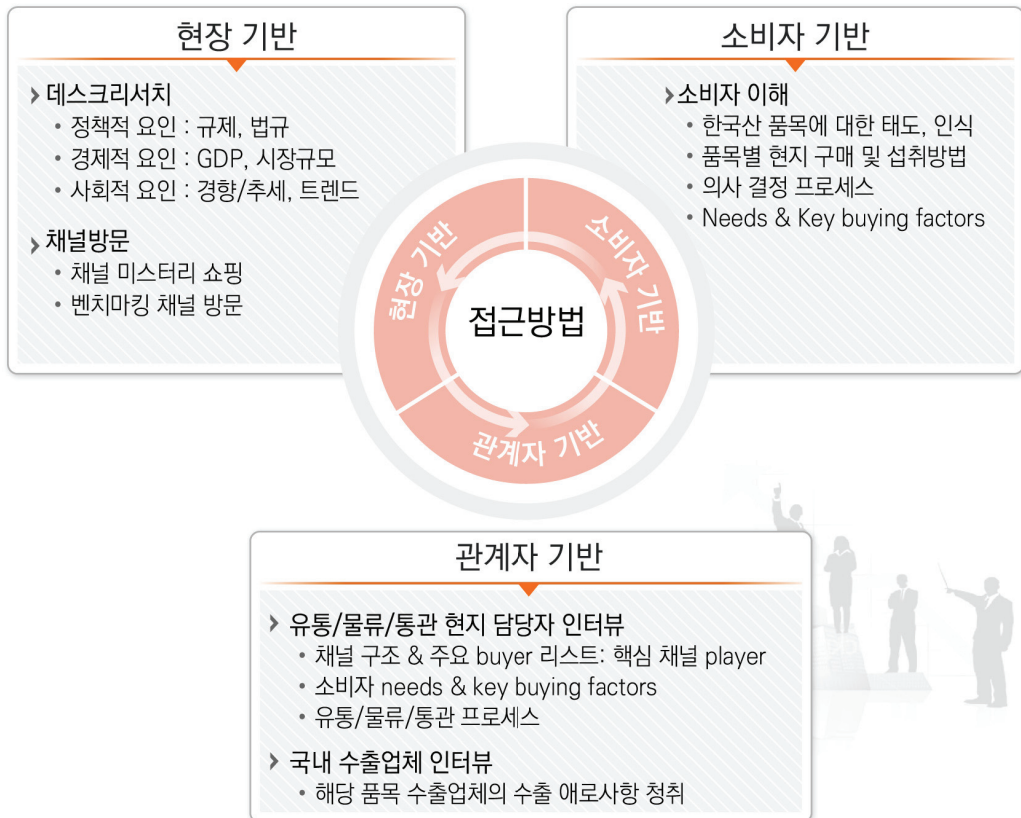 현장 기반
› 데스크리서치
• 정책적 요인 : 규제, 법규
• 경제적 요인 : GDP, 시장규모
• 사회적 요인 : 경향/추세, 트렌드
› 채널방문
• 채널 미스터리 쇼핑
• 벤치마킹 채널 방문
소비자 기반
›소비자 이해
• 한국산 품목에 대한 태도, 인식
• 품목별 현지 구매 및 섭취방법
• 의사 결정 프로세스
• Needs & Key buying factors
현장 기반
소비자 기반
접근방법
관계자 기반
관계자 기반
› 유통/물류/통관 현지 담당자 인터뷰
• 채널 구조 & 주요 buyer 리스트: 핵심 채널 player
• 소비자 needs & key buying factors
• 유통/물류/통관 프로세스
› 국내 수출업체 인터뷰
• 해당 품목 수출업체의 수출 애로사항 청취